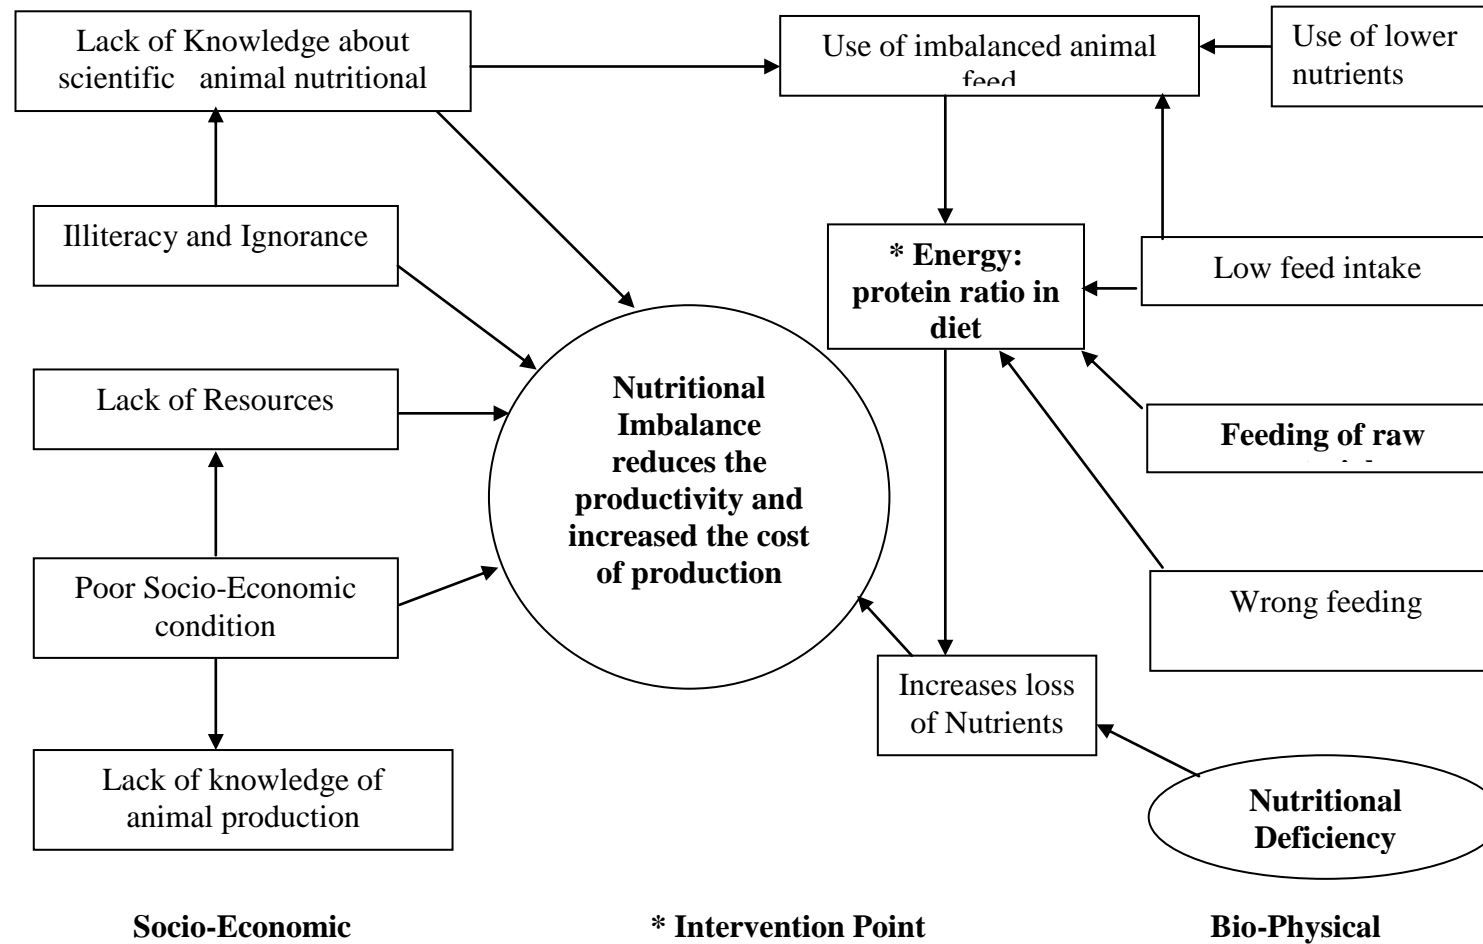 Lack of Knowledge about
scientific animal nutritional
Use of imbalanced animal
feed
Use of lower
nutrients
Illiteracy and Ignorance
* Energy:
protein ratio in
diet
Low feed intake
Lack of Resources
Nutritional
Imbalance
reduces the
productivity and
increased the cost
of production
Feeding of raw
Poor Socio-Economic
condition
Wrong feeding
Increases loss
of Nutrients
Lack of knowledge of
animal production
Nutritional
Deficiency
Socio-Economic
* Intervention Point
Bio-Physical